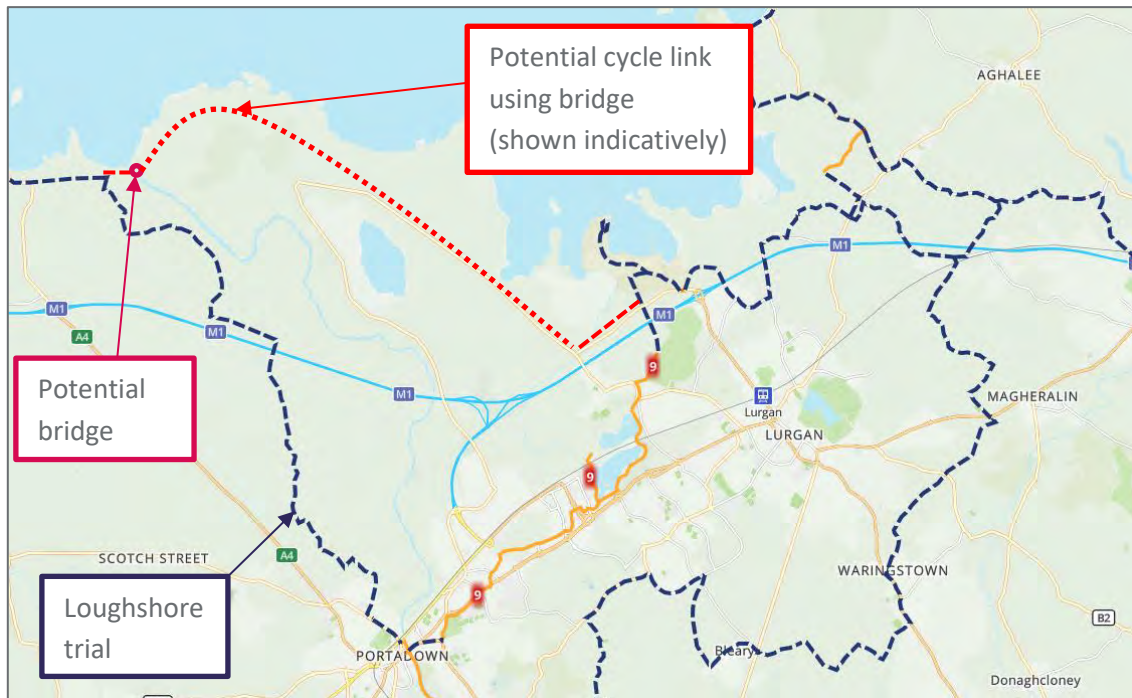 Potential cycle link
using bridge
(shown indicatively)
AGHALEE
M1
M1
M1
M1
A4
M1
M1
Potential
bridge
9
Lurgan
LURGAN
MAGHERALIN
9
SCOTCH STREET
A4
WARINGSTOWN
9
Loughshore
trial
B2
PORTADOWN
Bleary
Donaghcloney